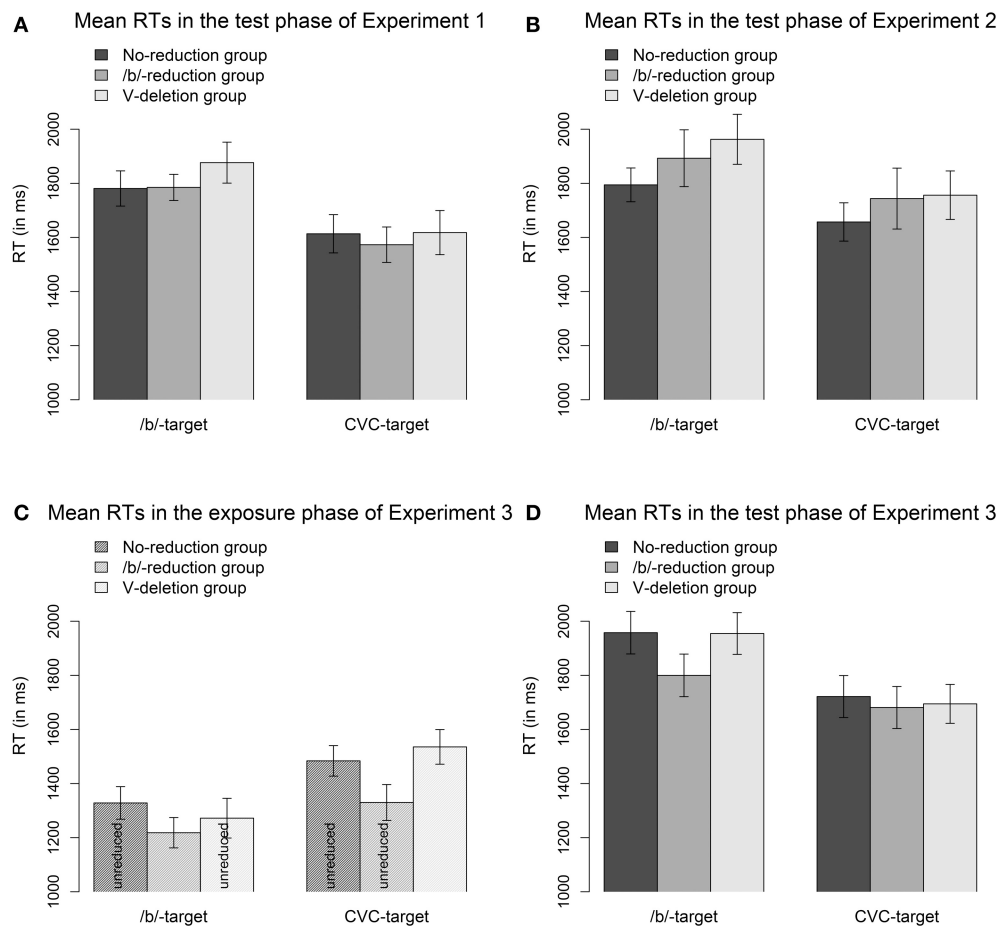 A Mean RTs in the test phase of Experiment 1
No-reduction group
/b/-reduction group
V-deletion group
RT (in ms)
2000
1800
1600
1400
1200
1000
/b/-target CVC-target
B Mean RTs in the test phase of Experiment 2
No-reduction group
/b/-reduction group
V-deletion group
RT (in ms)
2000
1800
1600
1400
1200
1000
/b/-target CVC-target
C Mean RTs in the exposure phase of Experiment 3
No-reduction group
/b/-reduction group
V-deletion group
RT (in ms)
2000
1800
1600
1400
1200
1000
unreduced
unreduced
unreduced
unreduced
/b/-target CVC-target
D Mean RTs in the test phase of Experiment 3
No-reduction group
/b/-reduction group
V-deletion group
RT (in ms)
2000
1800
1600
1400
1200
1000
/b/-target CVC-target